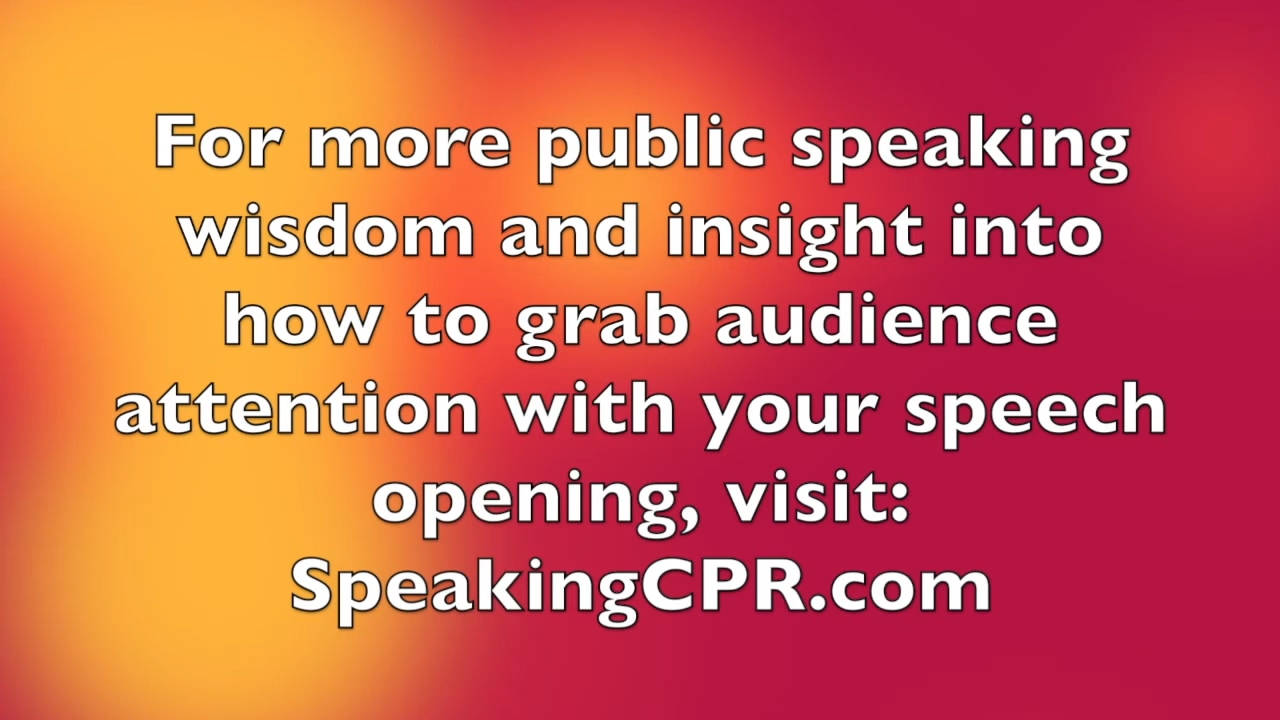 For more public speaking
wisdom and insight into
how to grab audience
attention with your speech
opening, visit:
SpeakingCPR.com